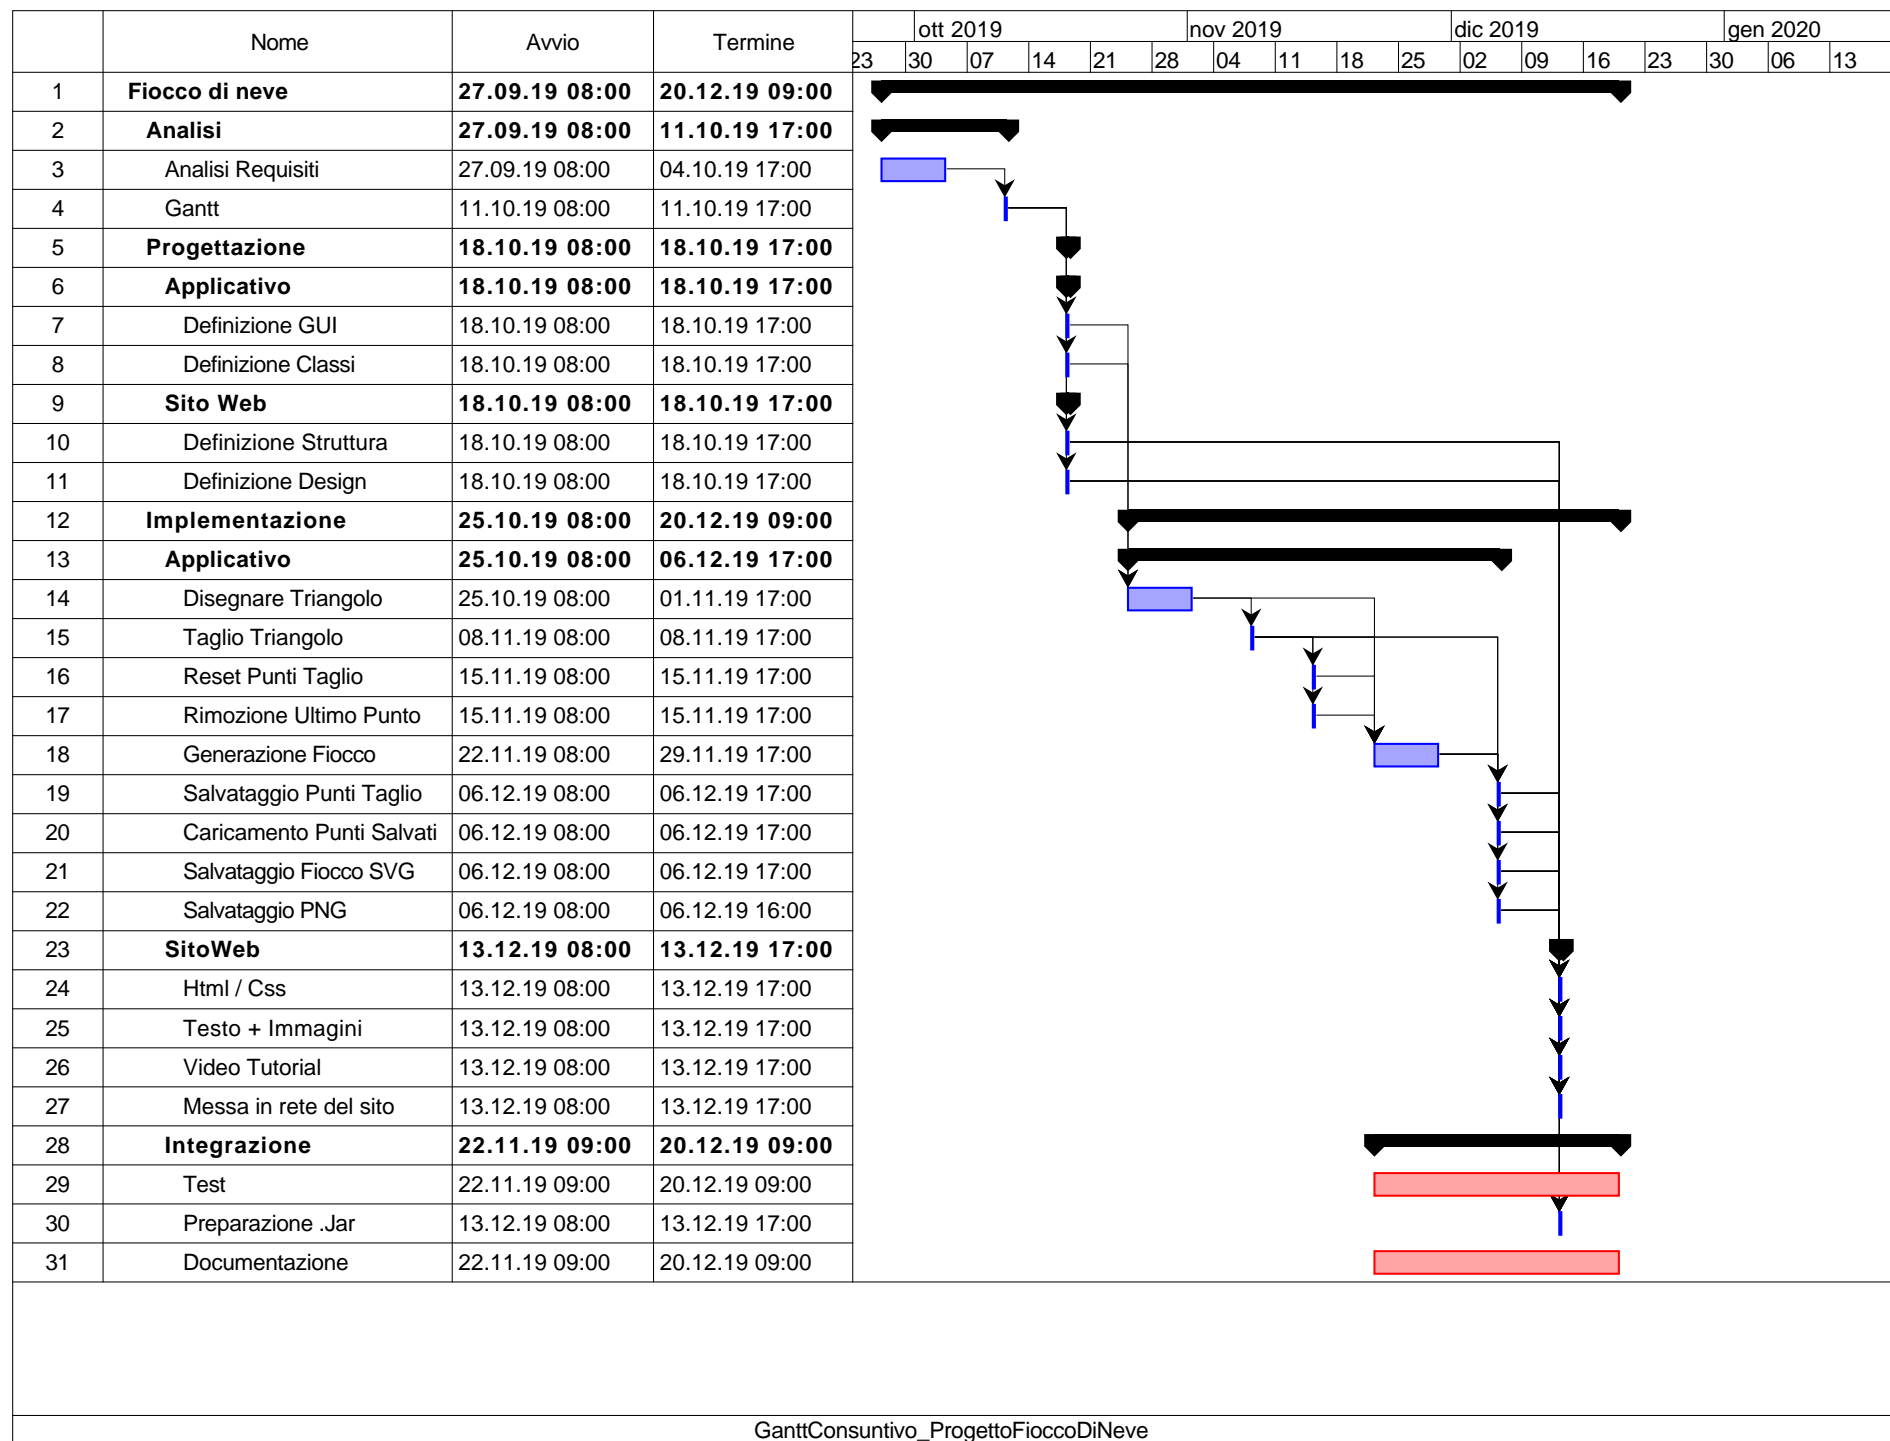 Nome Avvio Termine ott 2019 nov 2019 dic 2019 gen 2020
23 30 07 14 21 28 04 11 18 25 02 09 16 23 30 06 13
1 Fiocco di neve 27.09.19 08:00 20.12.19 09:00
2 Analisi 27.09.19 08:00 11.10.19 17:00
3 Analisi Requisiti 27.09.19 08:00 04.10.19 17:00
4 Gantt 11.10.19 08:00 11.10.19 17:00
5 Progettazione 18.10.19 08:00 18.10.19 17:00
6 Applicativo 18.10.19 08:00 18.10.19 17:00
7 Definizione GUI 18.10.19 08:00 18.10.19 17:00
8 Definizione Classi 18.10.19 08:00 18.10.19 17:00
9 Sito Web 18.10.19 08:00 18.10.19 17:00
10 Definizione Struttura 18.10.19 08:00 18.10.19 17:00
11 Definizione Design 18.10.19 08:00 18.10.19 17:00
12 Implementazione 25.10.19 08:00 20.12.19 09:00
13 Applicativo 25.10.19 08:00 06.12.19 17:00
14 Disegnare Triangolo 25.10.19 08:00 01.11.19 17:00
15 Taglio Triangolo 08.11.19 08:00 08.11.19 17:00
16 Reset Punti Taglio 15.11.19 08:00 15.11.19 17:00
17 Rimozione Ultimo Punto 15.11.19 08:00 15.11.19 17:00
18 Generazione Fiocco 22.11.19 08:00 29.11.19 17:00
19 Salvataggio Punti Taglio 06.12.19 08:00 06.12.19 17:00
20 Caricamento Punti Salvati 06.12.19 08:00 06.12.19 17:00
21 Salvataggio Fiocco SVG 06.12.19 08:00 06.12.19 17:00
22 Salvataggio PNG 06.12.19 08:00 06.12.19 16:00
23 SitoWeb 13.12.19 08:00 13.12.19 17:00
24 Html / Css 13.12.19 08:00 13.12.19 17:00
25 Testo + Immagini 13.12.19 08:00 13.12.19 17:00
26 Video Tutorial 13.12.19 08:00 13.12.19 17:00
27 Messa in rete del sito 13.12.19 08:00 13.12.19 17:00
28 Integrazione 22.11.19 09:00 20.12.19 09:00
29 Test 22.11.19 09:00 20.12.19 09:00
30 Preparazione .Jar 13.12.19 08:00 13.12.19 17:00
31 Documentazione 22.11.19 09:00 20.12.19 09:00
GanttConsuntivo_ProgettoFioccoDiNeve